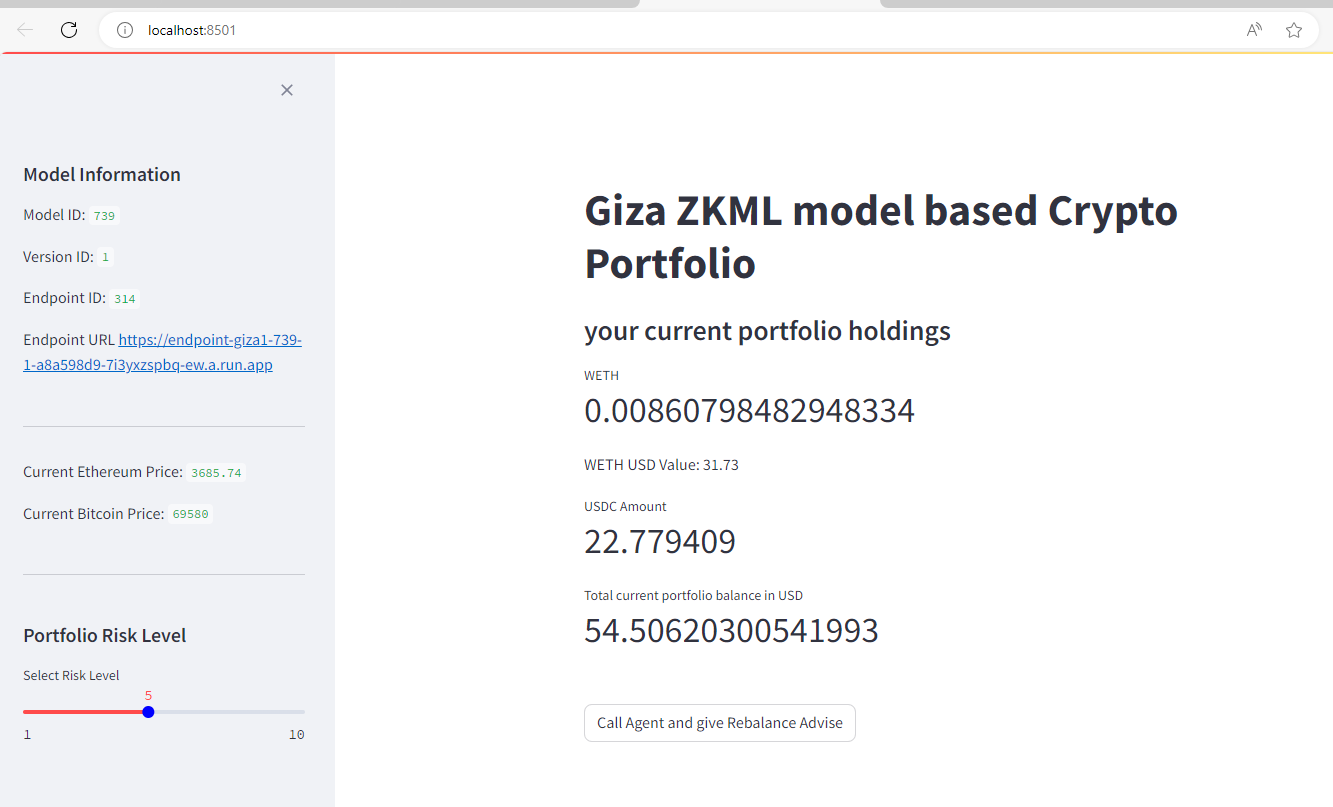 localhost:8501
Model Information
Model ID: 739
Version ID: 1
Endpoint ID: 314
Endpoint URL https://endpoint-giza1-739-
1-a8a598d9-7i3yxzspbq-ew.a.run.app
Current Ethereum Price: 3685.74
Current Bitcoin Price: 69580
Portfolio Risk Level
Select Risk Level
5
1 10
Giza ZKML model based Crypto
Portfolio
your current portfolio holdings
WETH
0.00860798482948334
WETH USD Value: 31.73
USDC Amount
22.779409
Total current portfolio balance in USD
54.50620300541993
Call Agent and give Rebalance Advise